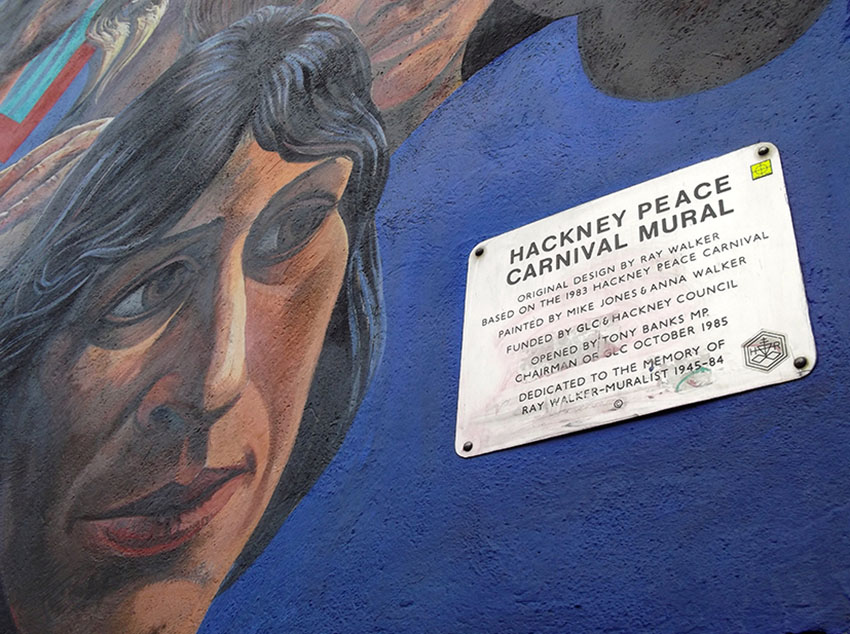 HACKNEY PEACE
CARNIVAL MURAL
ORIGINAL DESIGN BY RAY WALKER
BASED ON THE 1983 HACKNEY PEACE CARNIVAL
PAINTED BY MIKE JONES & ANNA WALKER
FUNDED BY GLC & HACKNEY COUNCIL
OPENED BY TONY BANKS MP.
CHAIRMAN OF GLC OCTOBER 1985
DEDICATED TO THE MEMORY OF
RAY WALKER-MURALIST 1945-84
©